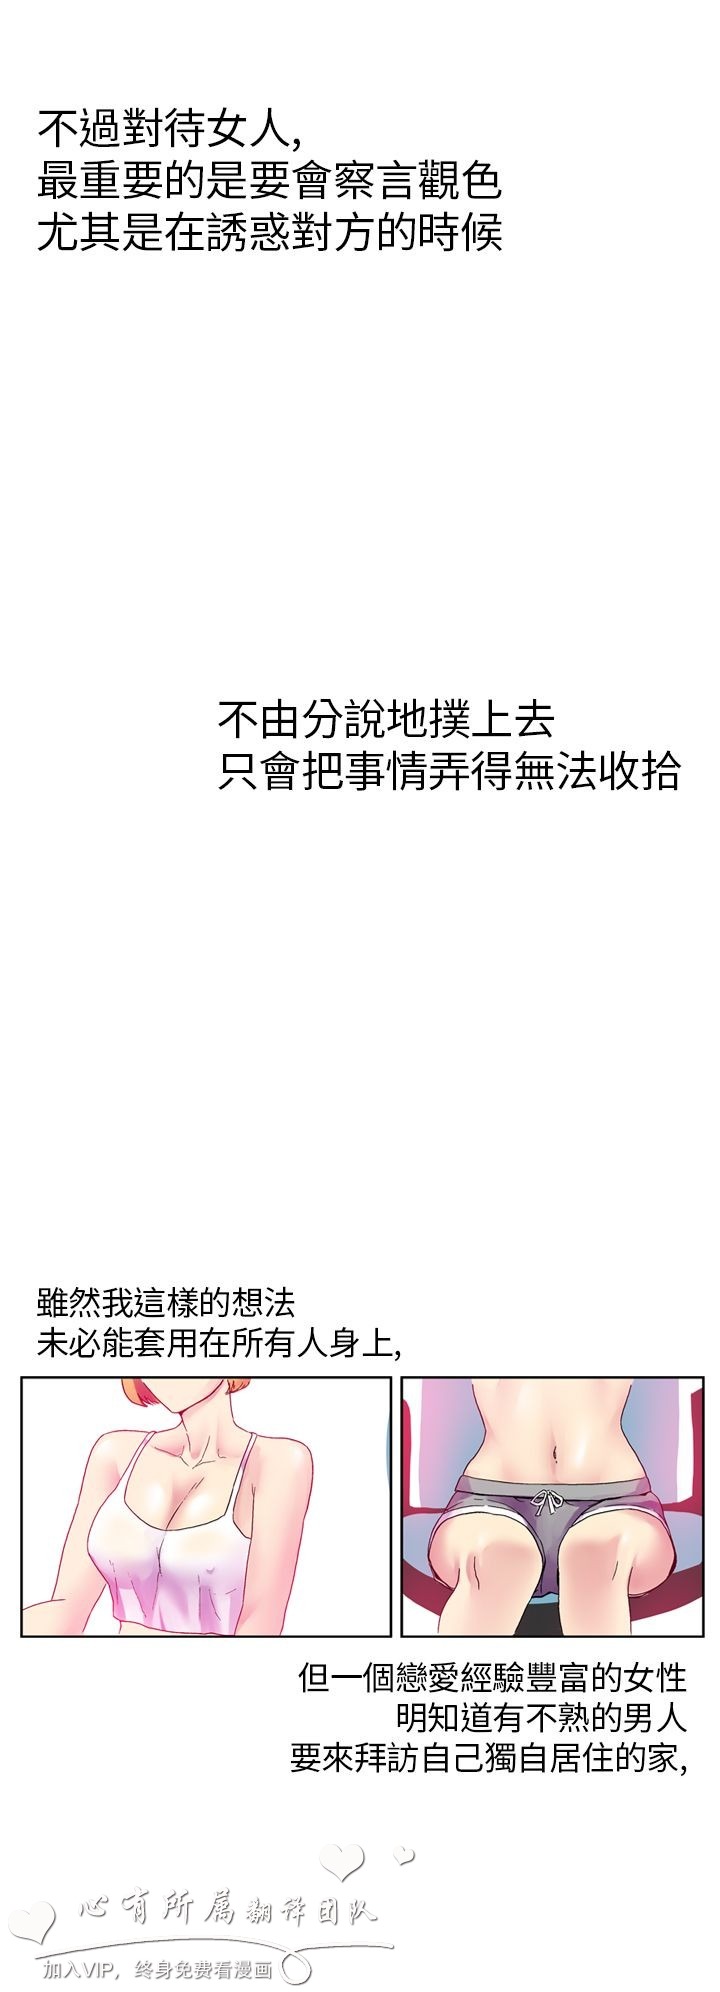 不過對待女人,
最重要的是要會察言觀色
尤其是在誘惑對方的時候
不由分說地撲上去
只會把事情弄得無法收拾
雖然我這樣的想法
未必能套用在所有人身上,
但一個戀愛經驗豐富的女性
明知道有不熟的男人
要來拜訪自己獨自居住的家,
心有所属翻译团队
加入VIP，终身免费看漫画